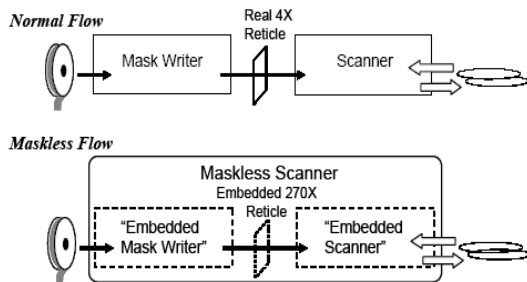 Normal Flow
Real 4X
Reticle
Mask Writer
Scanner
Maskless Flow
Maskless Scanner
Embedded 270X
Reticle
“Embedded
Mask Writer”
“Embedded
Scanner”